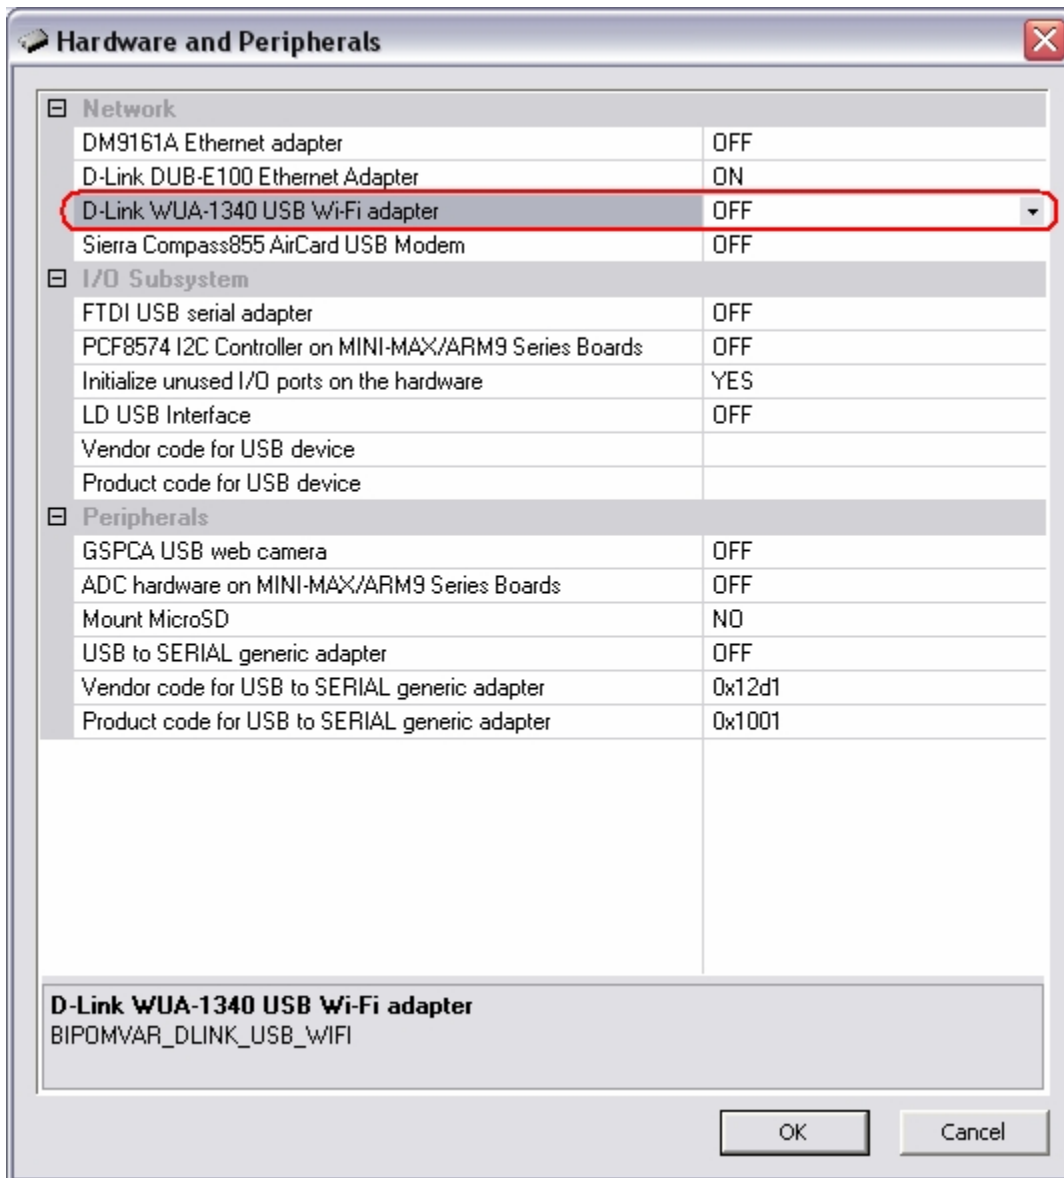 Hardware and Peripherals
Network
DM9161A Ethernet adapter OFF
D-Link DUB-E100 Ethernet Adapter ON
D-Link WUA-1340 USB Wi-Fi adapter OFF
Sierra Compass855 AirCard USB Modem OFF
I/O Subsystem
FTDI USB serial adapter OFF
PCF8574 I2C Controller on MINI-MAX/ARM9 Series Boards OFF
Initialize unused I/O ports on the hardware YES
LD USB Interface OFF
Vendor code for USB device
Product code for USB device
Peripherals
GSPCA USB web camera OFF
ADC hardware on MINI-MAX/ARM9 Series Boards OFF
Mount MicroSD NO
USB to SERIAL generic adapter OFF
Vendor code for USB to SERIAL generic adapter 0x12d1
Product code for USB to SERIAL generic adapter 0x1001
D-Link WUA-1340 USB Wi-Fi adapter
BIPOMVAR_DLINK_USB_WIFI
OK Cancel